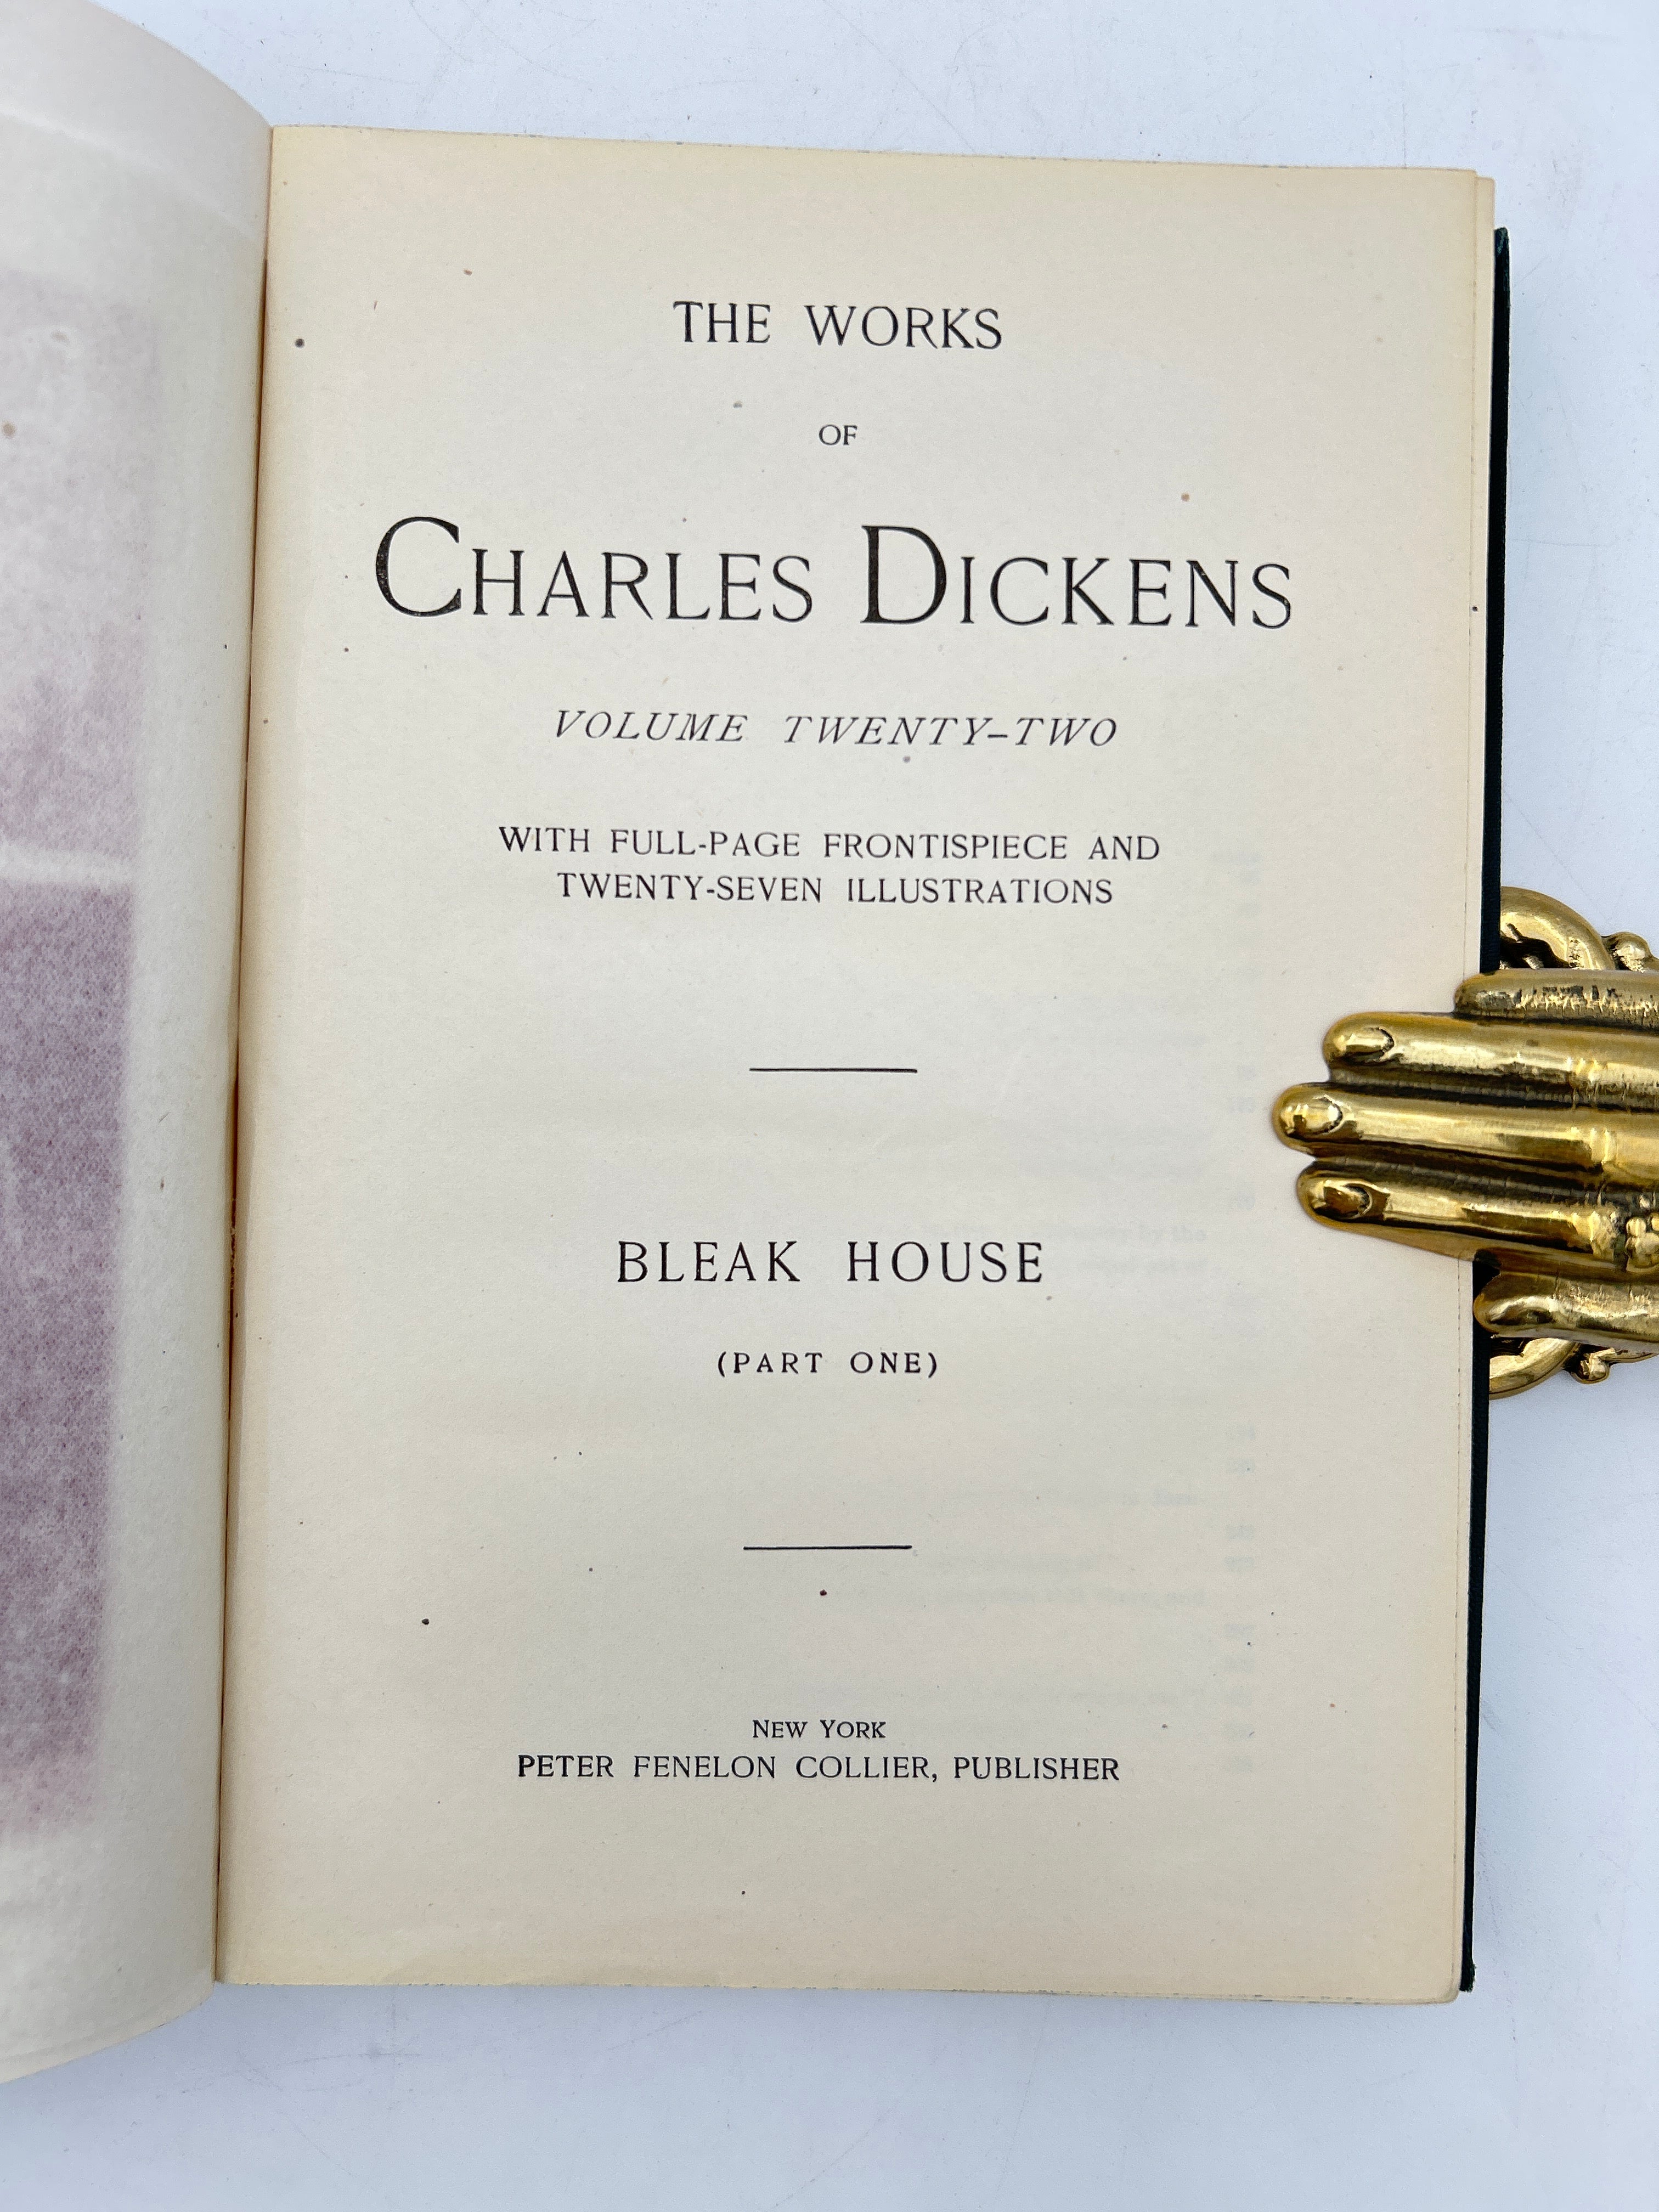 THE WORKS
OF
CHARLES DICKENS
VOLUME TWENTY-TWO
WITH FULL-PAGE FRONTISPIECE AND
TWENTY-SEVEN ILLUSTRATIONS
BLEAK HOUSE
(PART ONE)
NEW YORK
PETER FENELON COLLIER, PUBLISHER